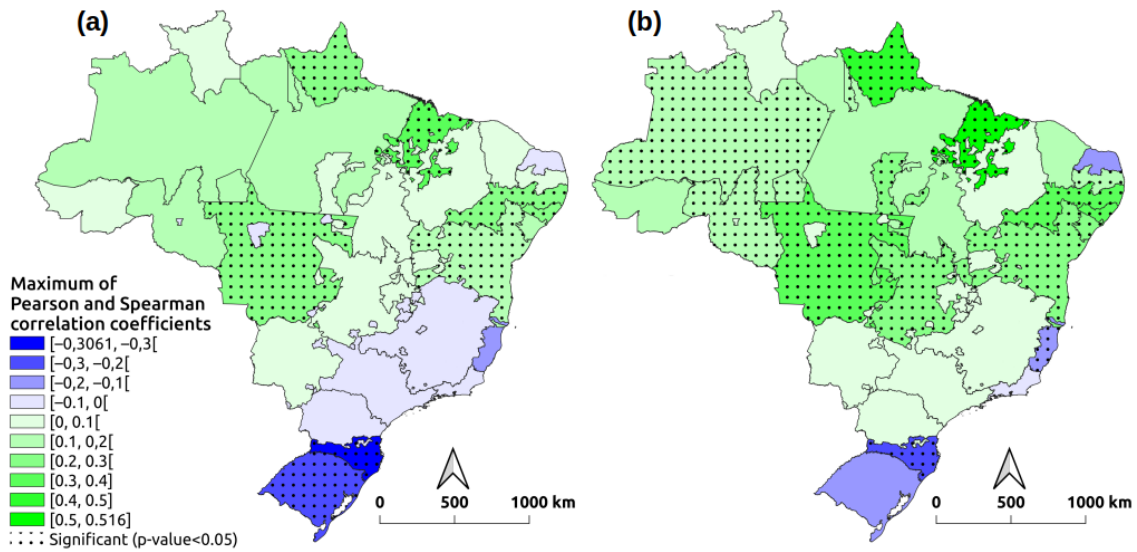 (a)
(b)
Maximum of
Pearson and Spearman
correlation coefficients
[−0,3061, −0,3[
[−0,3, −0,2[
[−0,2, −0,1[
[−0.1, 0[
[0, 0.1[
[0.1, 0.2[
[0.2, 0.3[
[0.3, 0.4]
[0.4, 0.5]
[0.5, 0.516]
Significant (p-value<0.05)
0 500 1000 km
0 500 1000 km